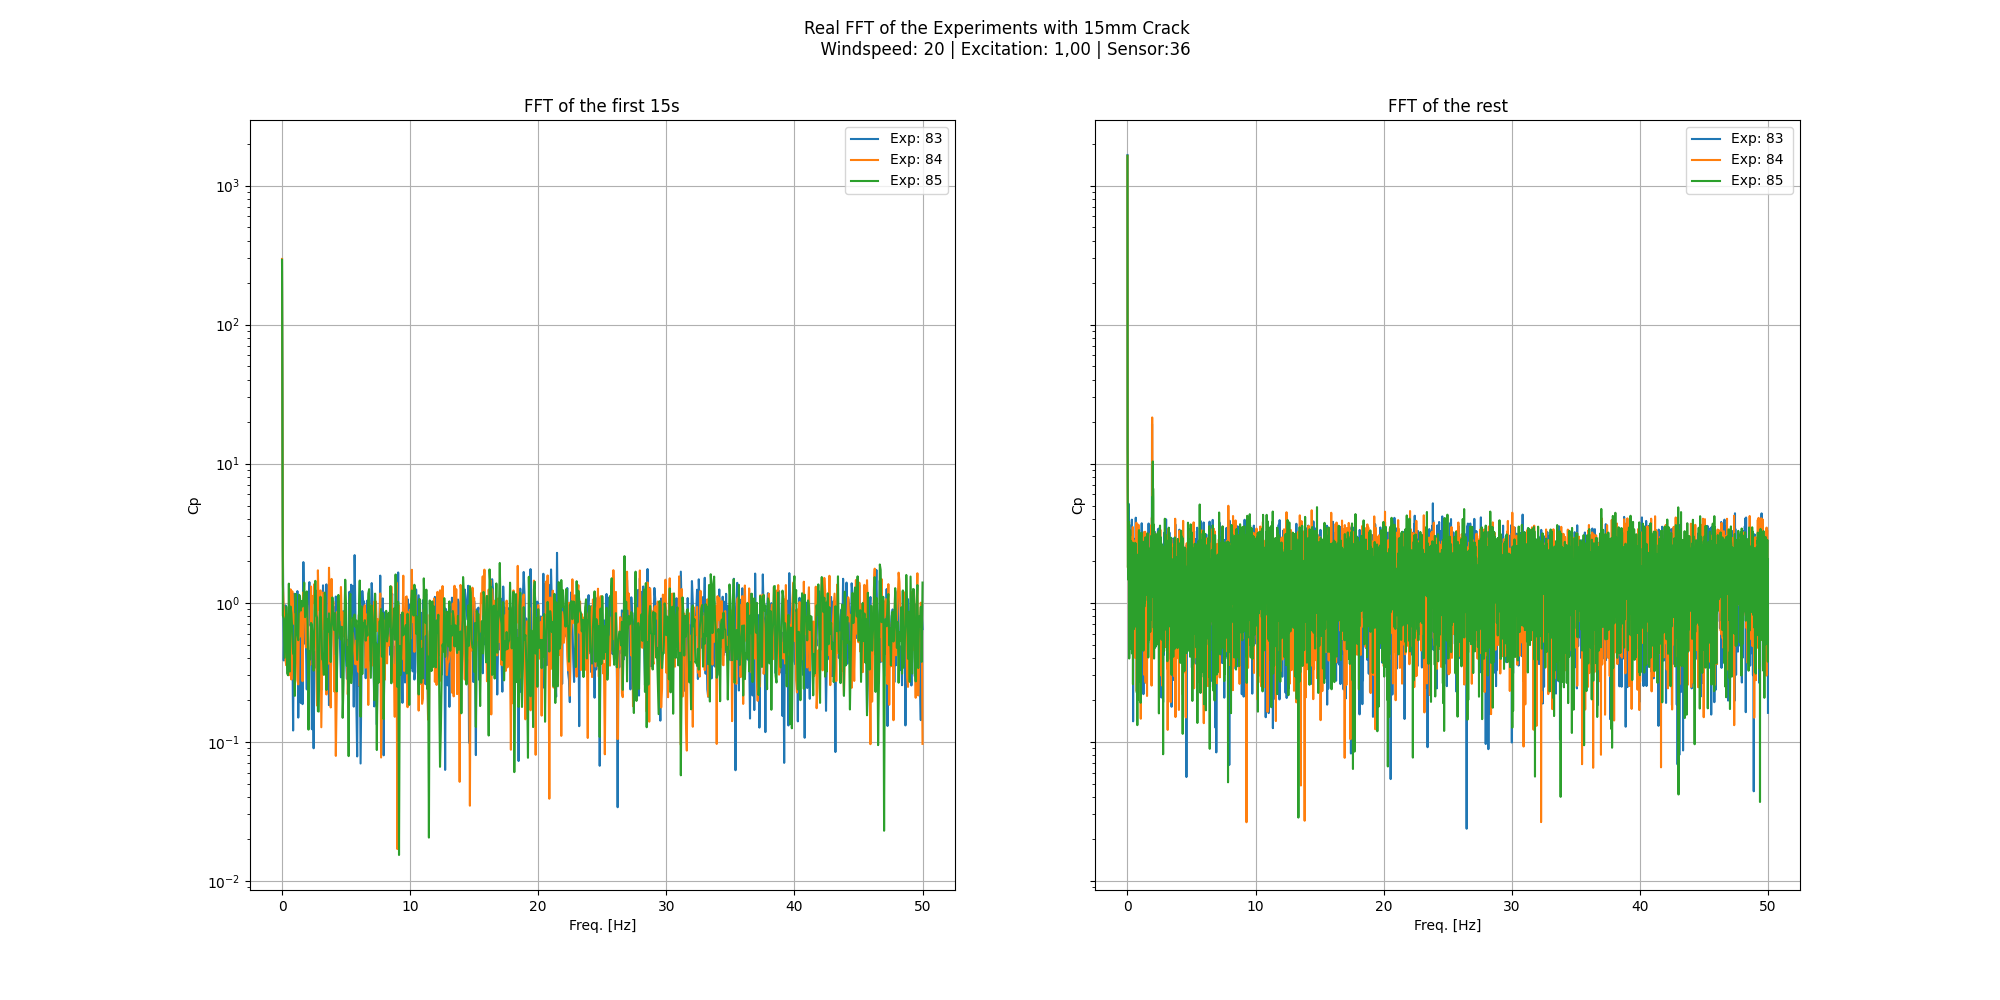 Real FFT of the Experiments with 15mm Crack
Windspeed: 20 | Excitation: 1,00 | Sensor:36
FFT of the first 15s
Exp: 83
Exp: 84
Exp: 85
10³
10²
10¹
10⁰
10⁻¹
10⁻²
Cp
0 10 20 30 40 50
Freq. [Hz]
FFT of the rest
Exp: 83
Exp: 84
Exp: 85
Cp
0 10 20 30 40 50
Freq. [Hz]